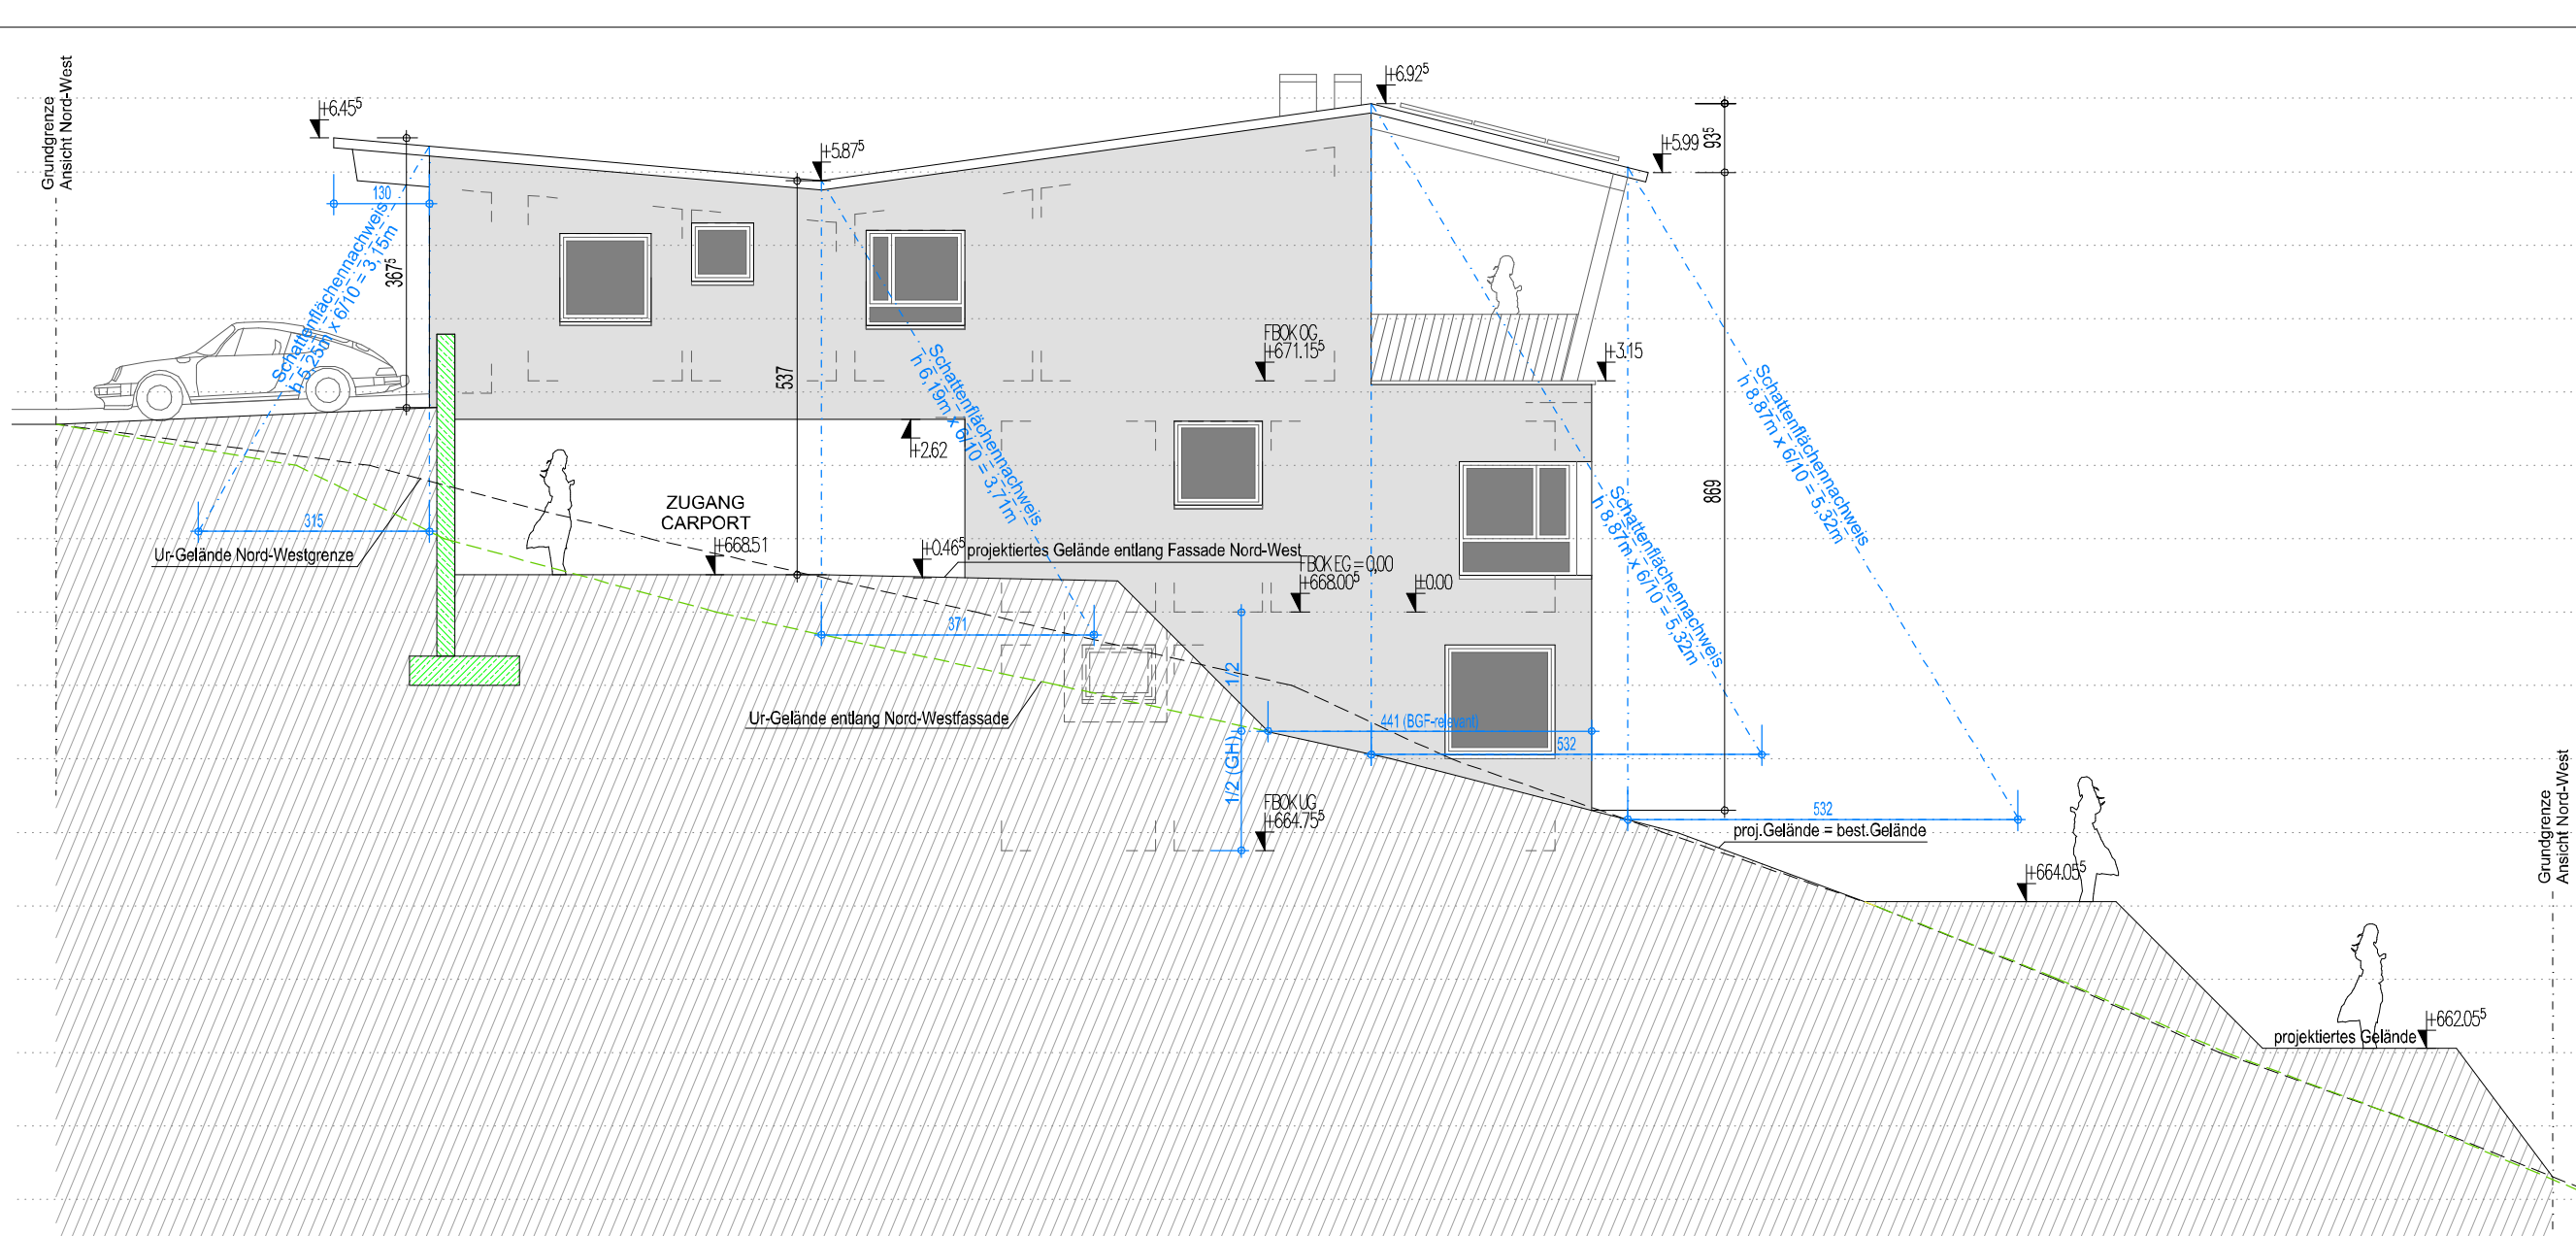 Grundgrenze
Ansicht Nord-West
+6.45⁵
130
367⁵
Schattenflächennachweis
h 5,25m x 6/10 = 3,15m
315
Ur-Gelände Nord-Westgrenze
+5.87⁵
537
ZUGANG
CARPORT
+668.51
+2.62
+0.46⁵
projektiertes Gelände entlang Fassade Nord-West
Schattenflächennachweis
h 6,19m x 6/10 = 3,71m
371
Ur-Gelände entlang Nord-Westfassade
FBOK OG
+671.15⁵
FBOK EG = 0,00
+668.00⁵
±0.00
1/2
1/2 (GH)
FBOK UG
+664.75⁵
441 (BGF-relevant)
532
+6.92⁵
+5.99
93⁵
+3.15
869
Schattenflächennachweis
h 8,87m x 6/10 = 5,32m
Schattenflächennachweis
h 8,87m x 6/10 = 5,32m
532
proj.Gelände = best.Gelände
+664.05⁵
projektiertes Gelände
+662.05⁵
Grundgrenze
Ansicht Nord-West